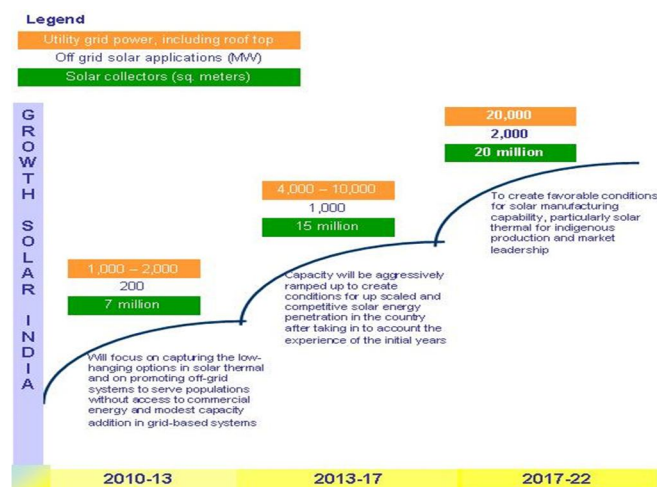 Legend
Utility grid power, including roof top
Off grid solar applications (MW)
Solar collectors (sq. meters)
GROWTH SOLAR INDIA
20,000
2,000
20 million
4,000 – 10,000
1,000
15 million
To create favorable conditions
for solar manufacturing
capability, particularly solar
thermal for indigenous
production and market
leadership
1,000 – 2,000
200
7 million
Capacity will be aggressively
ramped up to create
conditions for up scaled and
competitive solar energy
penetration in the country
after taking in to account the
experience of the initial years
Will focus on capturing the low-
hanging options in solar thermal
and on promoting off-grid
systems to serve populations
without access to commercial
energy and modest capacity
addition in grid-based systems
2010-13
2013-17
2017-22